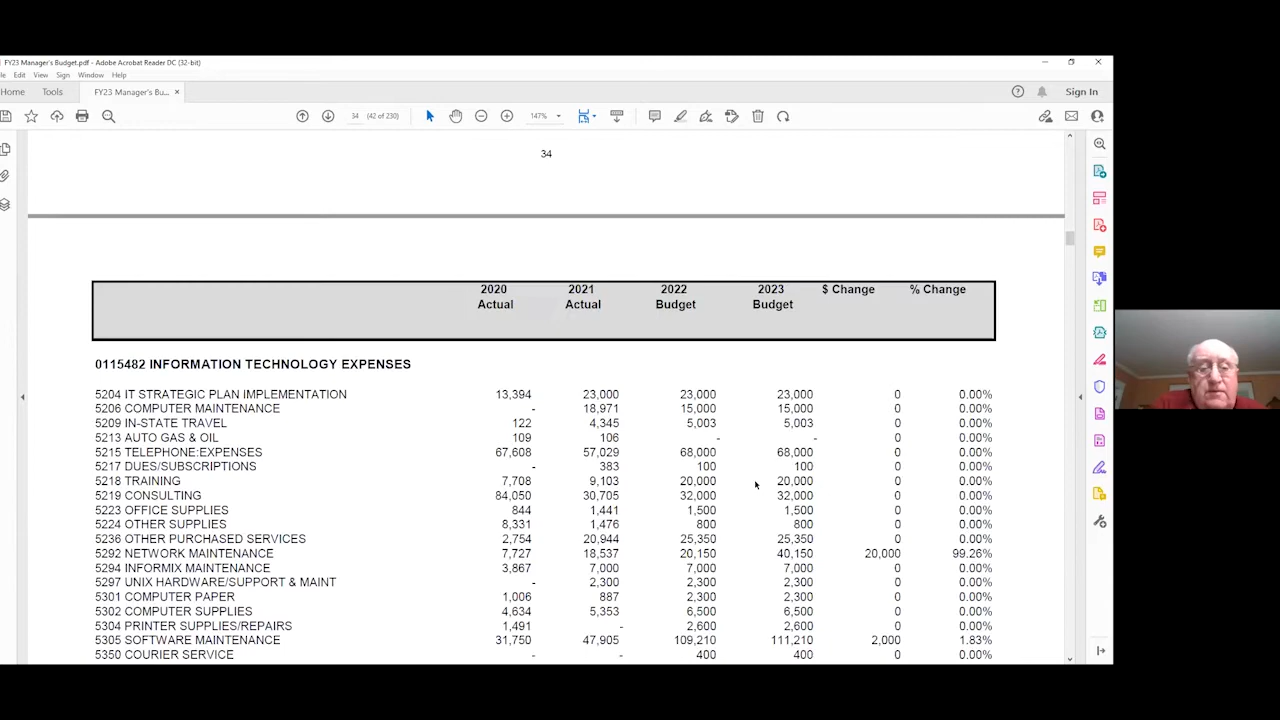 FY23 Manager's Budget.pdf - Adobe Acrobat Reader DC (32-bit)
le Edit View Sign Window Help
Home Tools FY23 Manager's Bu... × Sign In
34 (42 of 230) 147%
34
2020 Actual 2021 Actual 2022 Budget 2023 Budget $ Change % Change
0115482 INFORMATION TECHNOLOGY EXPENSES
5204 IT STRATEGIC PLAN IMPLEMENTATION 13,394 23,000 23,000 23,000 0 0.00%
5206 COMPUTER MAINTENANCE - 18,971 15,000 15,000 0 0.00%
5209 IN-STATE TRAVEL 122 4,345 5,003 5,003 0 0.00%
5213 AUTO GAS & OIL 109 106 - - 0 0.00%
5215 TELEPHONE:EXPENSES 67,608 57,029 68,000 68,000 0 0.00%
5217 DUES/SUBSCRIPTIONS - 383 100 100 0 0.00%
5218 TRAINING 7,708 9,103 20,000 20,000 0 0.00%
5219 CONSULTING 84,050 30,705 32,000 32,000 0 0.00%
5223 OFFICE SUPPLIES 844 1,441 1,500 1,500 0 0.00%
5224 OTHER SUPPLIES 8,331 1,476 800 800 0 0.00%
5236 OTHER PURCHASED SERVICES 2,754 20,944 25,350 25,350 0 0.00%
5292 NETWORK MAINTENANCE 7,727 18,537 20,150 40,150 20,000 99.26%
5294 INFORMIX MAINTENANCE 3,867 7,000 7,000 7,000 0 0.00%
5297 UNIX HARDWARE/SUPPORT & MAINT - 2,300 2,300 2,300 0 0.00%
5301 COMPUTER PAPER 1,006 887 2,300 2,300 0 0.00%
5302 COMPUTER SUPPLIES 4,634 5,353 6,500 6,500 0 0.00%
5304 PRINTER SUPPLIES/REPAIRS 1,491 - 2,600 2,600 0 0.00%
5305 SOFTWARE MAINTENANCE 31,750 47,905 109,210 111,210 2,000 1.83%
5350 COURIER SERVICE - - 400 400 0 0.00%